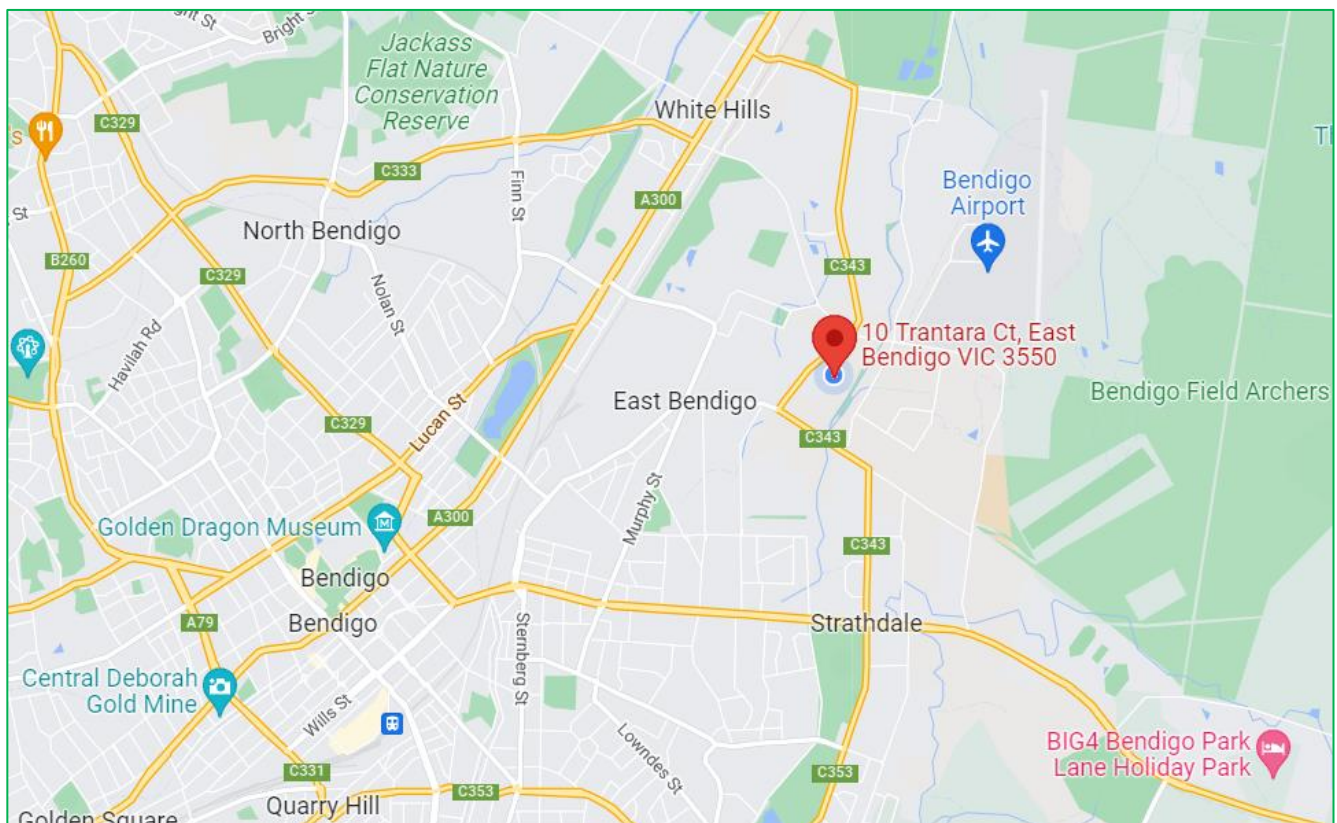 Bright St
Jackass
Flat Nature
Conservation
Reserve
White Hills
C329
C333
Finn St
A300
Bendigo
Airport
St
North Bendigo
B260
C329
C343
Nolan St
Havilah Rd
10 Trantara Ct, East
Bendigo VIC 3550
Bendigo Field Archers
East Bendigo
Lucan St
C329
C343
Murphy St
Golden Dragon Museum
A300
C343
Bendigo
Bendigo
A79
Strathdale
Sternberg St
Central Deborah
Gold Mine
Wills St
Lowndes St
BIG4 Bendigo Park
Lane Holiday Park
C331
C353
C353
Quarry Hill
Golden Square